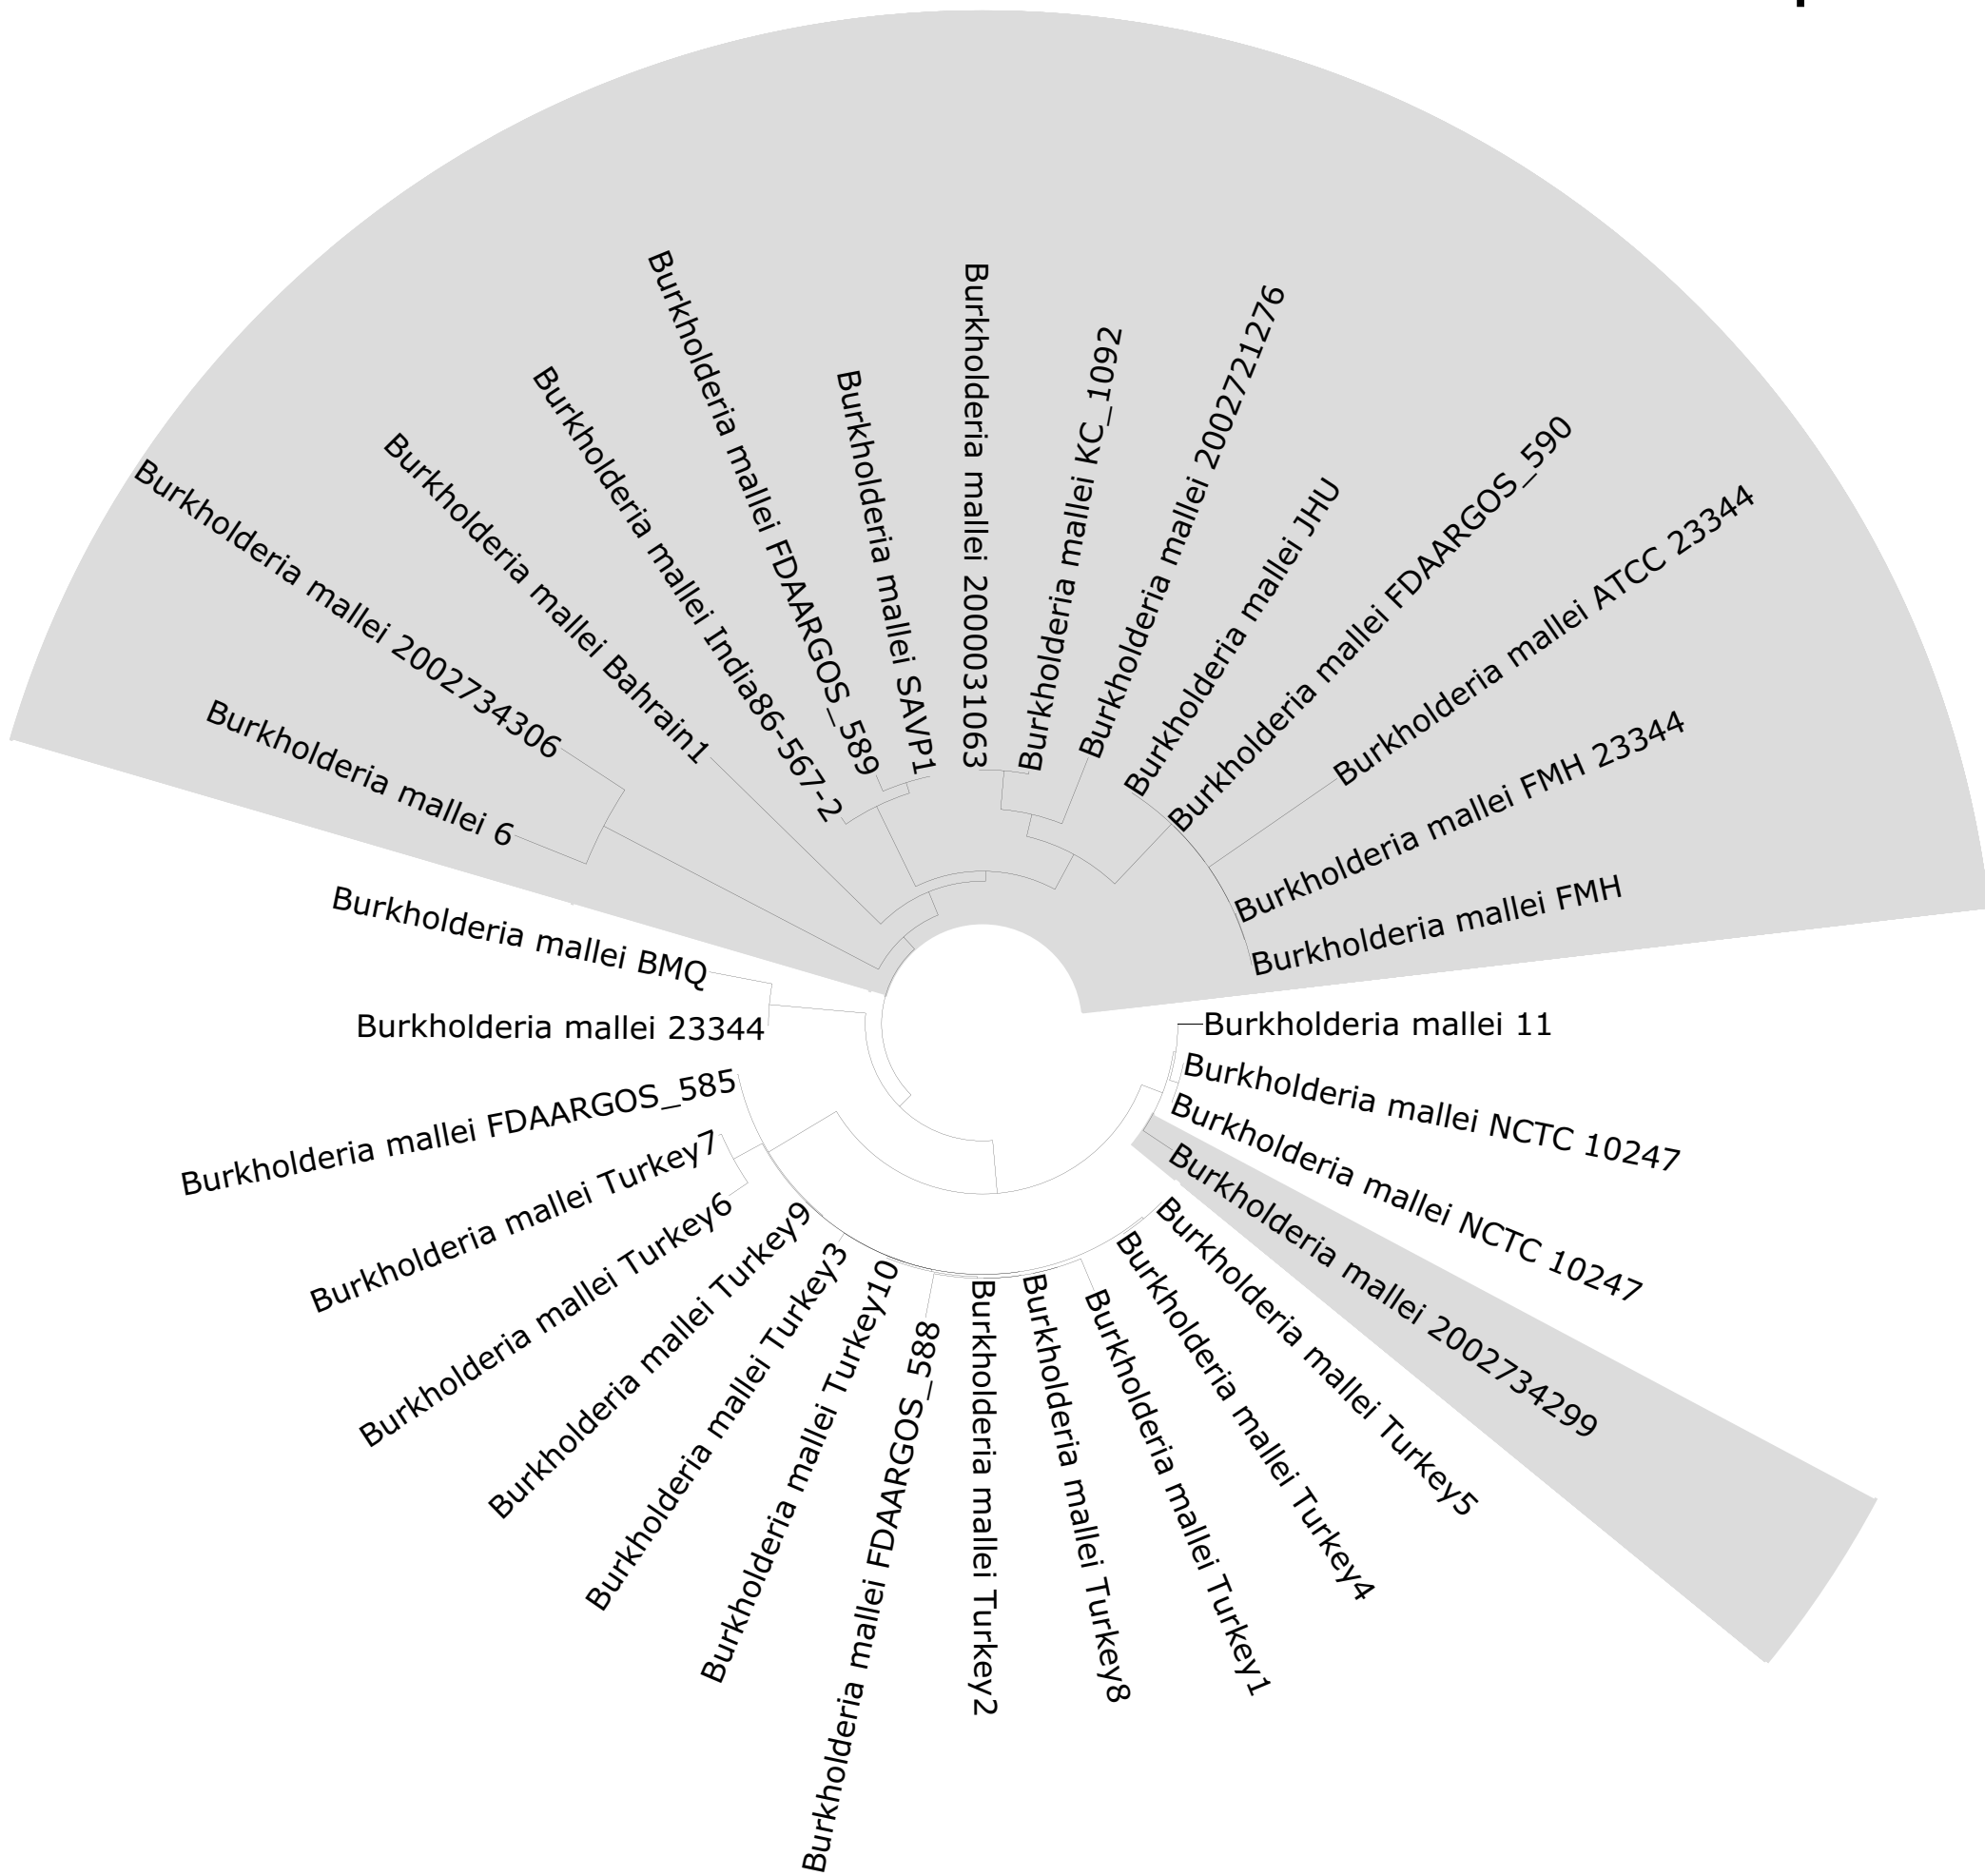 Burkholderia mallei 6
Burkholderia mallei 2002734306
Burkholderia mallei Bahrain1
Burkholderia mallei India86-567-2
Burkholderia mallei FDAARGOS_589
Burkholderia mallei SAVP1
Burkholderia mallei 2000031063
Burkholderia mallei KC_1092
Burkholderia mallei 2002721276
Burkholderia mallei JHU
Burkholderia mallei FDAARGOS_590
Burkholderia mallei ATCC 23344
Burkholderia mallei FMH 23344
Burkholderia mallei FMH
Burkholderia mallei 11
Burkholderia mallei NCTC 10247
Burkholderia mallei NCTC 10247
Burkholderia mallei 2002734299
Burkholderia mallei Turkey5
Burkholderia mallei Turkey4
Burkholderia mallei Turkey1
Burkholderia mallei Turkey8
Burkholderia mallei Turkey2
Burkholderia mallei FDAARGOS_588
Burkholderia mallei Turkey10
Burkholderia mallei Turkey3
Burkholderia mallei Turkey9
Burkholderia mallei Turkey6
Burkholderia mallei Turkey7
Burkholderia mallei FDAARGOS_585
Burkholderia mallei 23344
Burkholderia mallei BMQ